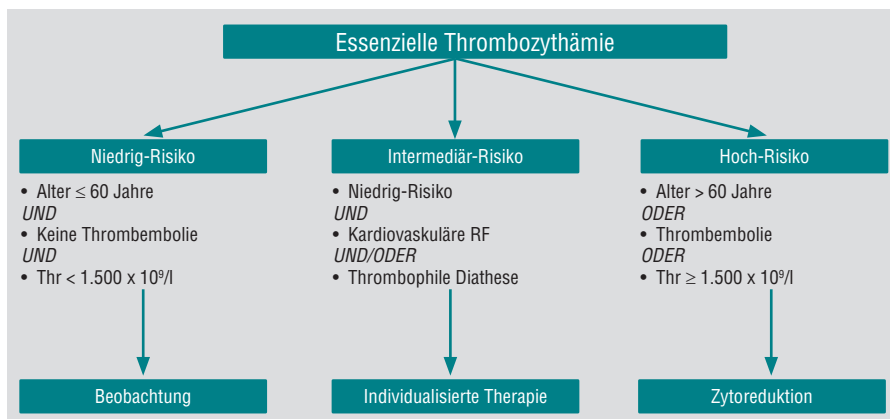 Essenzielle Thrombozythämie
Niedrig-Risiko
• Alter ≤ 60 Jahre
UND
• Keine Thrombembolie
UND
• Thr < 1.500 x 10⁹/l
Beobachtung
Intermediär-Risiko
• Niedrig-Risiko
UND
• Kardiovaskuläre RF
UND/ODER
• Thrombophile Diathese
Individualisierte Therapie
Hoch-Risiko
• Alter > 60 Jahre
ODER
• Thrombembolie
ODER
• Thr ≥ 1.500 x 10⁹/l
Zytoreduktion